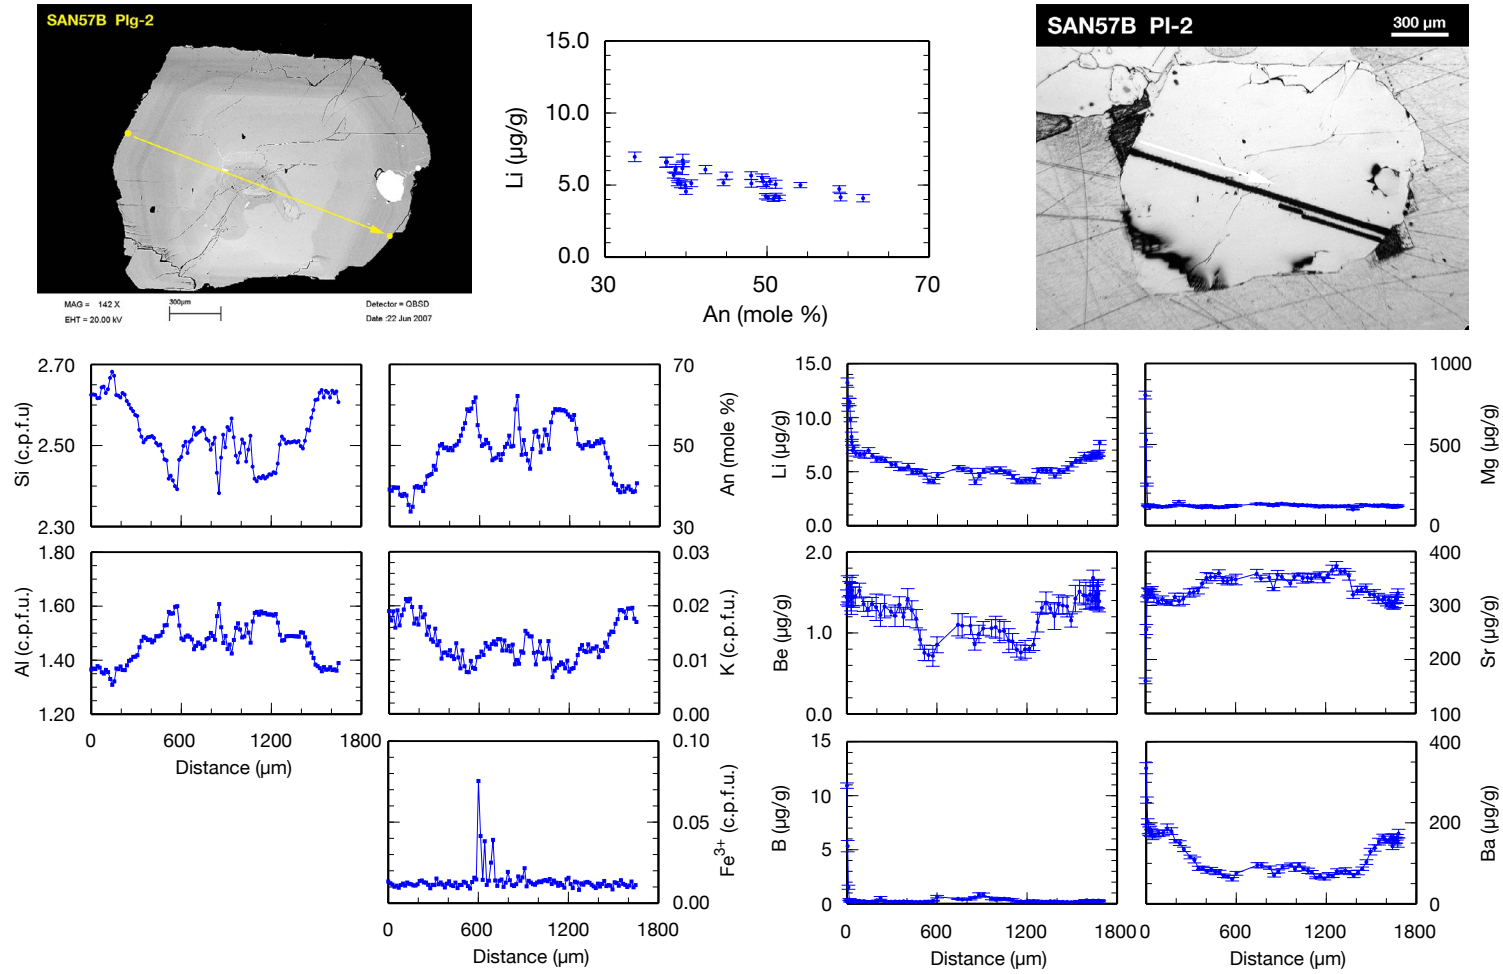 SAN57B Plg-2
MAG = 142 X
EHT = 20.00 kV
300µm
Detector = QBSD
Date :22 Jun 2007
15.0
10.0
5.0
0.0
Li (µg/g)
30 50 70
An (mole %)
SAN57B Pl-2
300 µm
2.70
2.50
2.30
Si (c.p.f.u)
70
50
30
An (mole %)
15.0
10.0
5.0
0.0
Li (µg/g)
1000
500
0
Mg (µg/g)
1.80
1.60
1.40
1.20
Al (c.p.f.u)
0 600 1200 1800
Distance (µm)
0.03
0.02
0.01
0.00
K (c.p.f.u.)
2.0
1.0
0.0
Be (µg/g)
400
300
200
100
Sr (µg/g)
0.10
0.05
0.00
Fe3+ (c.p.f.u.)
0 600 1200 1800
Distance (µm)
15
10
5
0
B (µg/g)
0 600 1200 1800
Distance (µm)
400
200
0
Ba (µg/g)
0 600 1200 1800
Distance (µm)